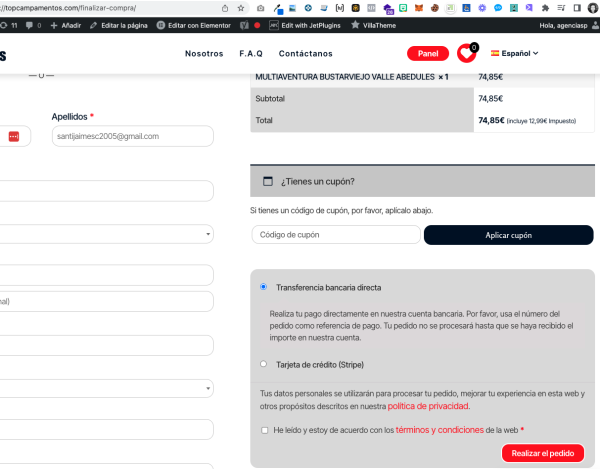 ://topcampamentos.com/finalizar-compra/
11 0 + Añadir Editar la página Editar con Elementor Edit with JetPlugins VillaTheme Hola, agenciasp
s
Nosotros F.A.Q Contáctanos Panel 0 Español
MULTIAVENTURA BUSTARVIEJO VALLE ABEDULES × 1 74,85€
Subtotal 74,85€
Total 74,85€ (incluye 12,99€ Impuesto)
Apellidos *
santijaimesc2005@gmail.com
¿Tienes un cupón?
Si tienes un código de cupón, por favor, aplícalo abajo.
Código de cupón Aplicar cupón
nal)
Transferencia bancaria directa
Realiza tu pago directamente en nuestra cuenta bancaria. Por favor, usa el número del
pedido como referencia de pago. Tu pedido no se procesará hasta que se haya recibido el
importe en nuestra cuenta.
Tarjeta de crédito (Stripe)
Tus datos personales se utilizarán para procesar tu pedido, mejorar tu experiencia en esta web y
otros propósitos descritos en nuestra política de privacidad.
He leído y estoy de acuerdo con los términos y condiciones de la web *
Realizar el pedido